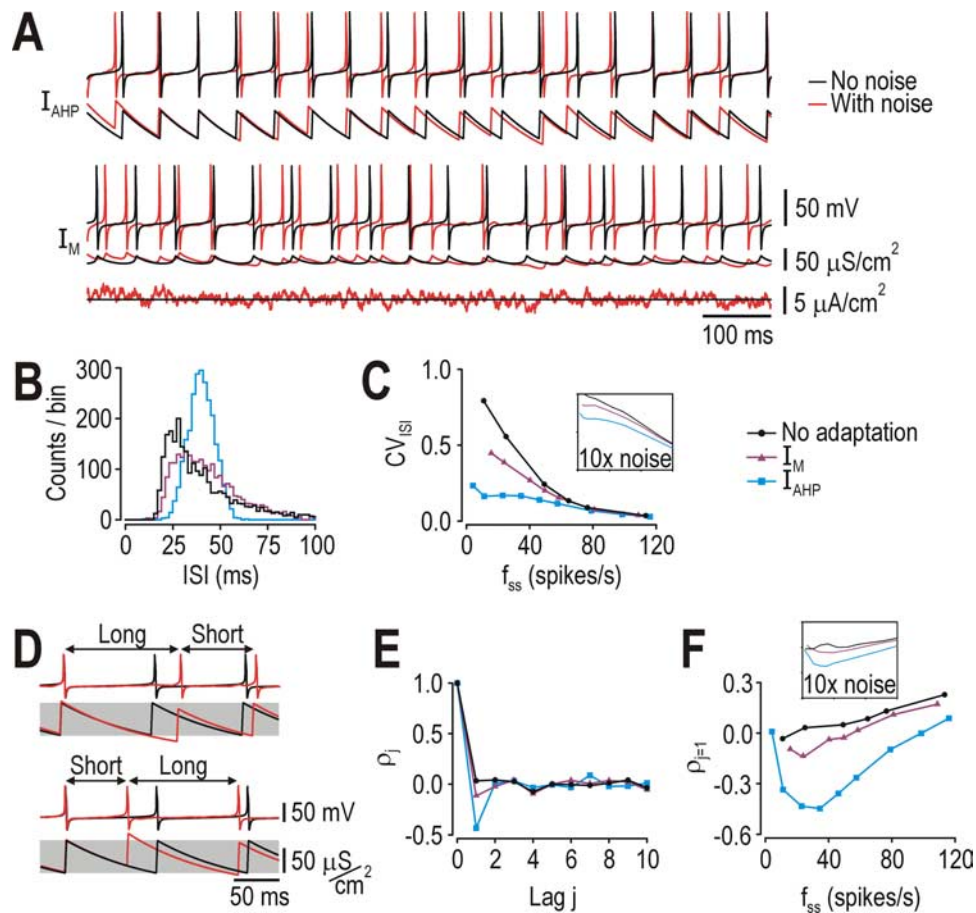 A
I_AHP
No noise
With noise
I_M
50 mV
50 µS/cm²
5 µA/cm²
100 ms
B
300
200
100
0
Counts / bin
0 25 50 75 100
ISI (ms)
C
1.0
0.5
0.0
CV_ISI
10x noise
0 40 80 120
f_ss (spikes/s)
No adaptation
I_M
I_AHP
D
Long Short
Short Long
50 mV
50 µS/cm²
50 ms
E
1.0
0.5
0.0
-0.5
ρ_j
0 2 4 6 8 10
Lag j
F
10x noise
0.3
0.0
-0.3
-0.6
ρ_j=1
0 40 80 120
f_ss (spikes/s)